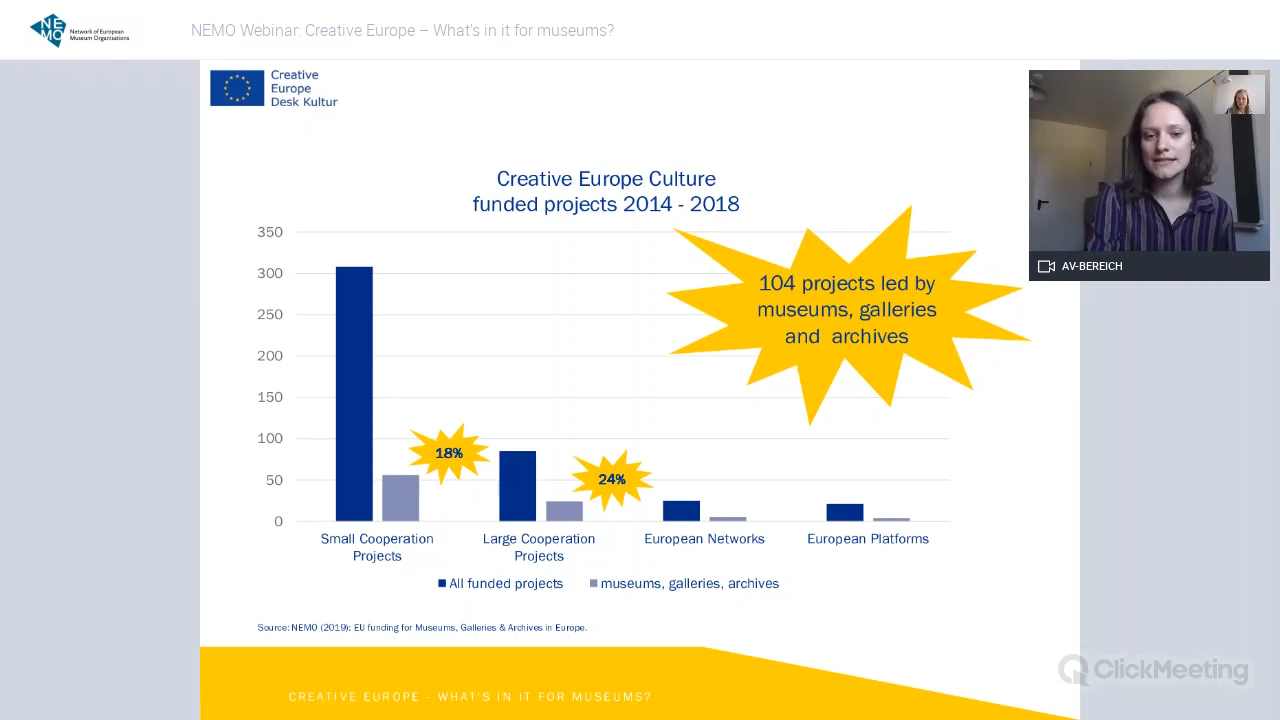 NE
MO
Network of European
Museum Organisations
NEMO Webinar: Creative Europe – What's in it for museums?
Creative
Europe
Desk Kultur
AV-BEREICH
Creative Europe Culture
funded projects 2014 - 2018
104 projects led by
museums, galleries
and archives
350
300
250
200
150
100
50
0
18%
24%
Small Cooperation
Projects
Large Cooperation
Projects
European Networks
European Platforms
All funded projects
museums, galleries, archives
Source: NEMO (2019): EU funding for Museums, Galleries & Archives in Europe.
CREATIVE EUROPE - WHAT'S IN IT FOR MUSEUMS?
ClickMeeting